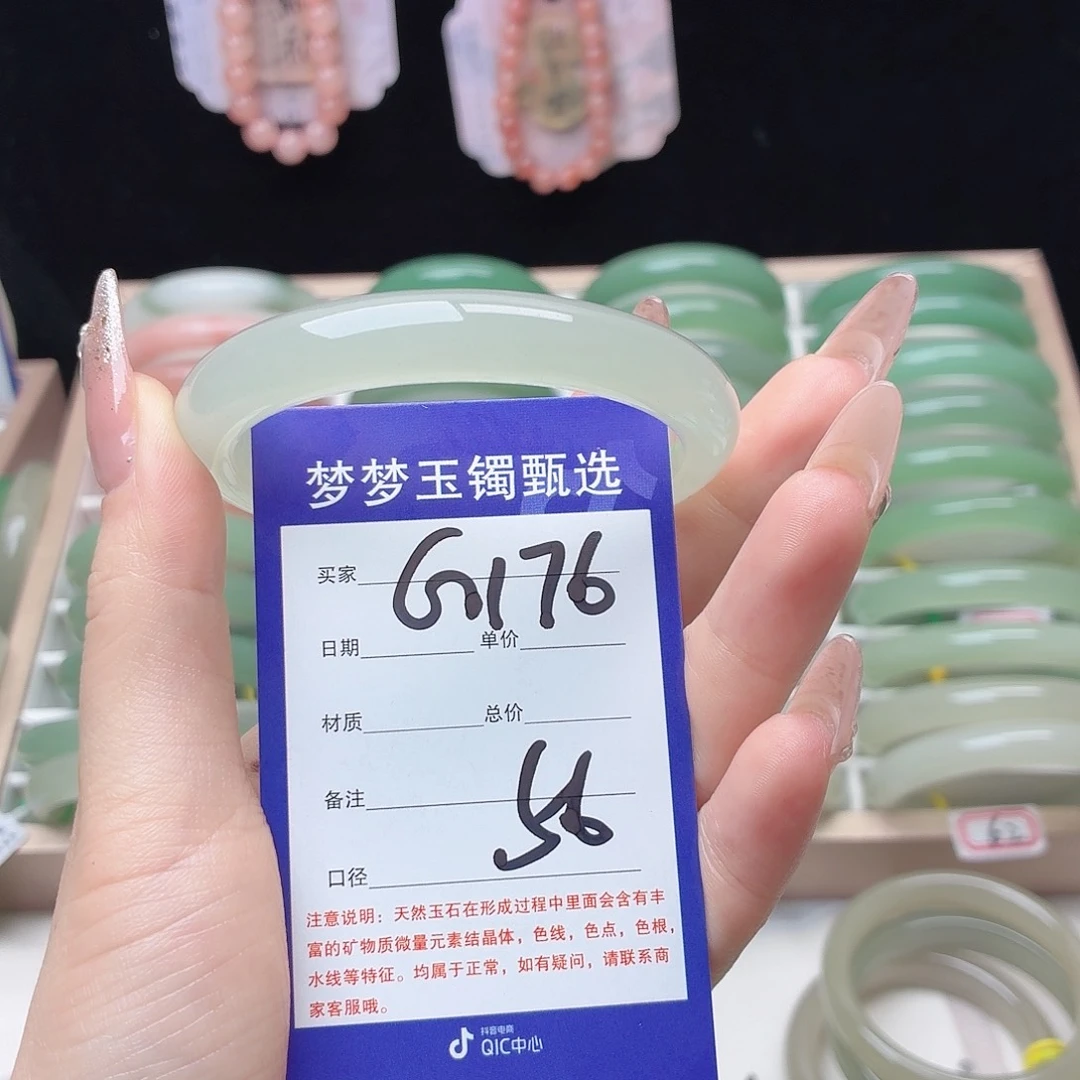 梦梦玉镯甄选
买家 G1176
日期 单价
材质 总价
备注
56
口径
注意说明：天然玉石在形成过程中里面会含有丰
富的矿物质微量元素结晶体，色线，色点，色根，
水线等特征。均属于正常，如有疑问，请联系商
家客服哦。
抖音电商
QIC中心
62